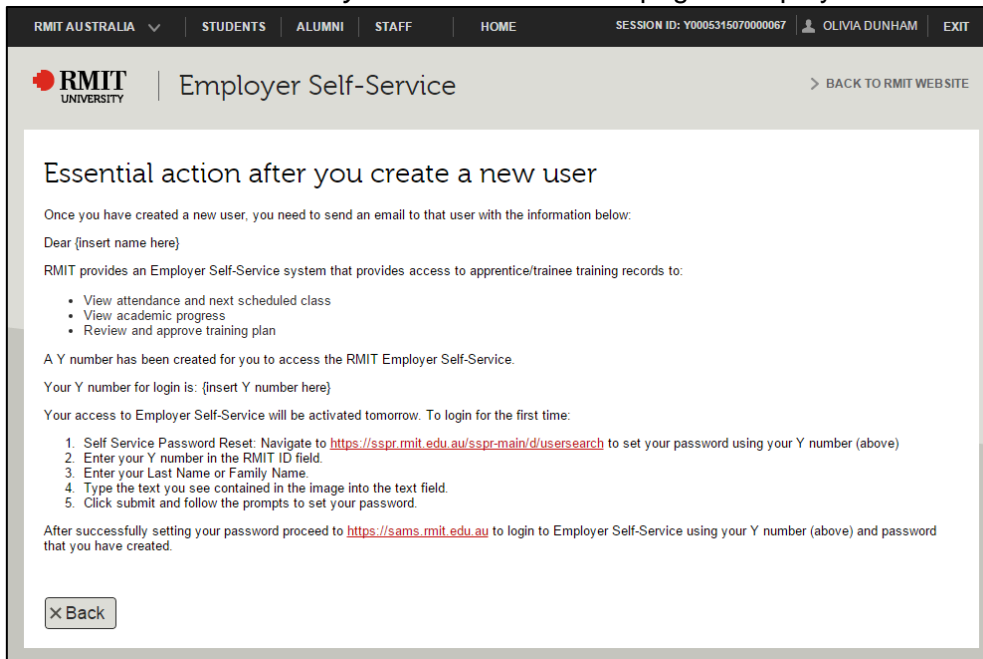 RMIT AUSTRALIA STUDENTS ALUMNI STAFF HOME SESSION ID: Y0005315070000067 OLIVIA DUNHAM EXIT
RMIT UNIVERSITY Employer Self-Service > BACK TO RMIT WEBSITE
Essential action after you create a new user
Once you have created a new user, you need to send an email to that user with the information below:
Dear {insert name here}
RMIT provides an Employer Self-Service system that provides access to apprentice/trainee training records to:
• View attendance and next scheduled class
• View academic progress
• Review and approve training plan
A Y number has been created for you to access the RMIT Employer Self-Service.
Your Y number for login is: {insert Y number here}
Your access to Employer Self-Service will be activated tomorrow. To login for the first time:
1. Self Service Password Reset: Navigate to https://sspr.rmit.edu.au/sspr-main/d/usersearch to set your password using your Y number (above)
2. Enter your Y number in the RMIT ID field.
3. Enter your Last Name or Family Name.
4. Type the text you see contained in the image into the text field.
5. Click submit and follow the prompts to set your password.
After successfully setting your password proceed to https://sams.rmit.edu.au to login to Employer Self-Service using your Y number (above) and password
that you have created.
× Back